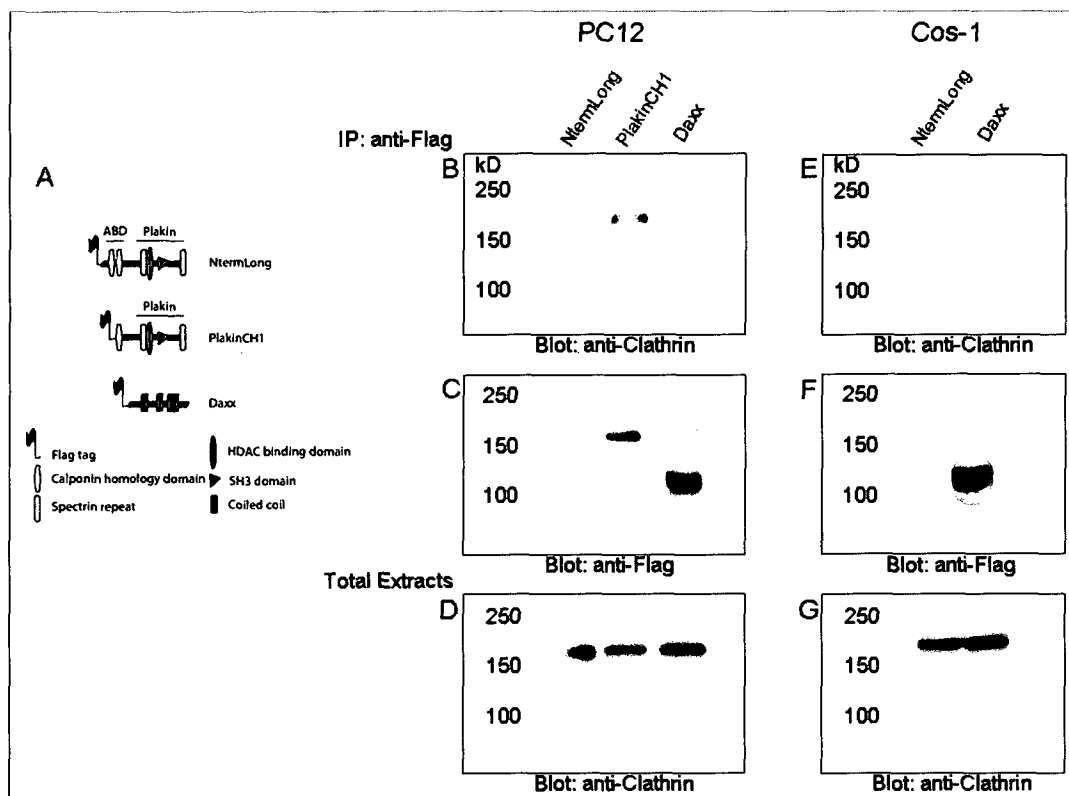 PC12
Cos-1
NtermLong
PlakinCH1
Daxx
NtermLong
Daxx
IP: anti-Flag
A
ABD
Plakin
NtermLong
Plakin
PlakinCH1
Daxx
Flag tag
Calponin homology domain
Spectrin repeat
HDAC binding domain
SH3 domain
Coiled coil
B
kD
250
150
100
Blot: anti-Clathrin
E
kD
250
150
100
Blot: anti-Clathrin
C
250
150
100
Blot: anti-Flag
F
250
150
100
Blot: anti-Flag
Total Extracts
D
250
150
100
Blot: anti-Clathrin
G
250
150
100
Blot: anti-Clathrin